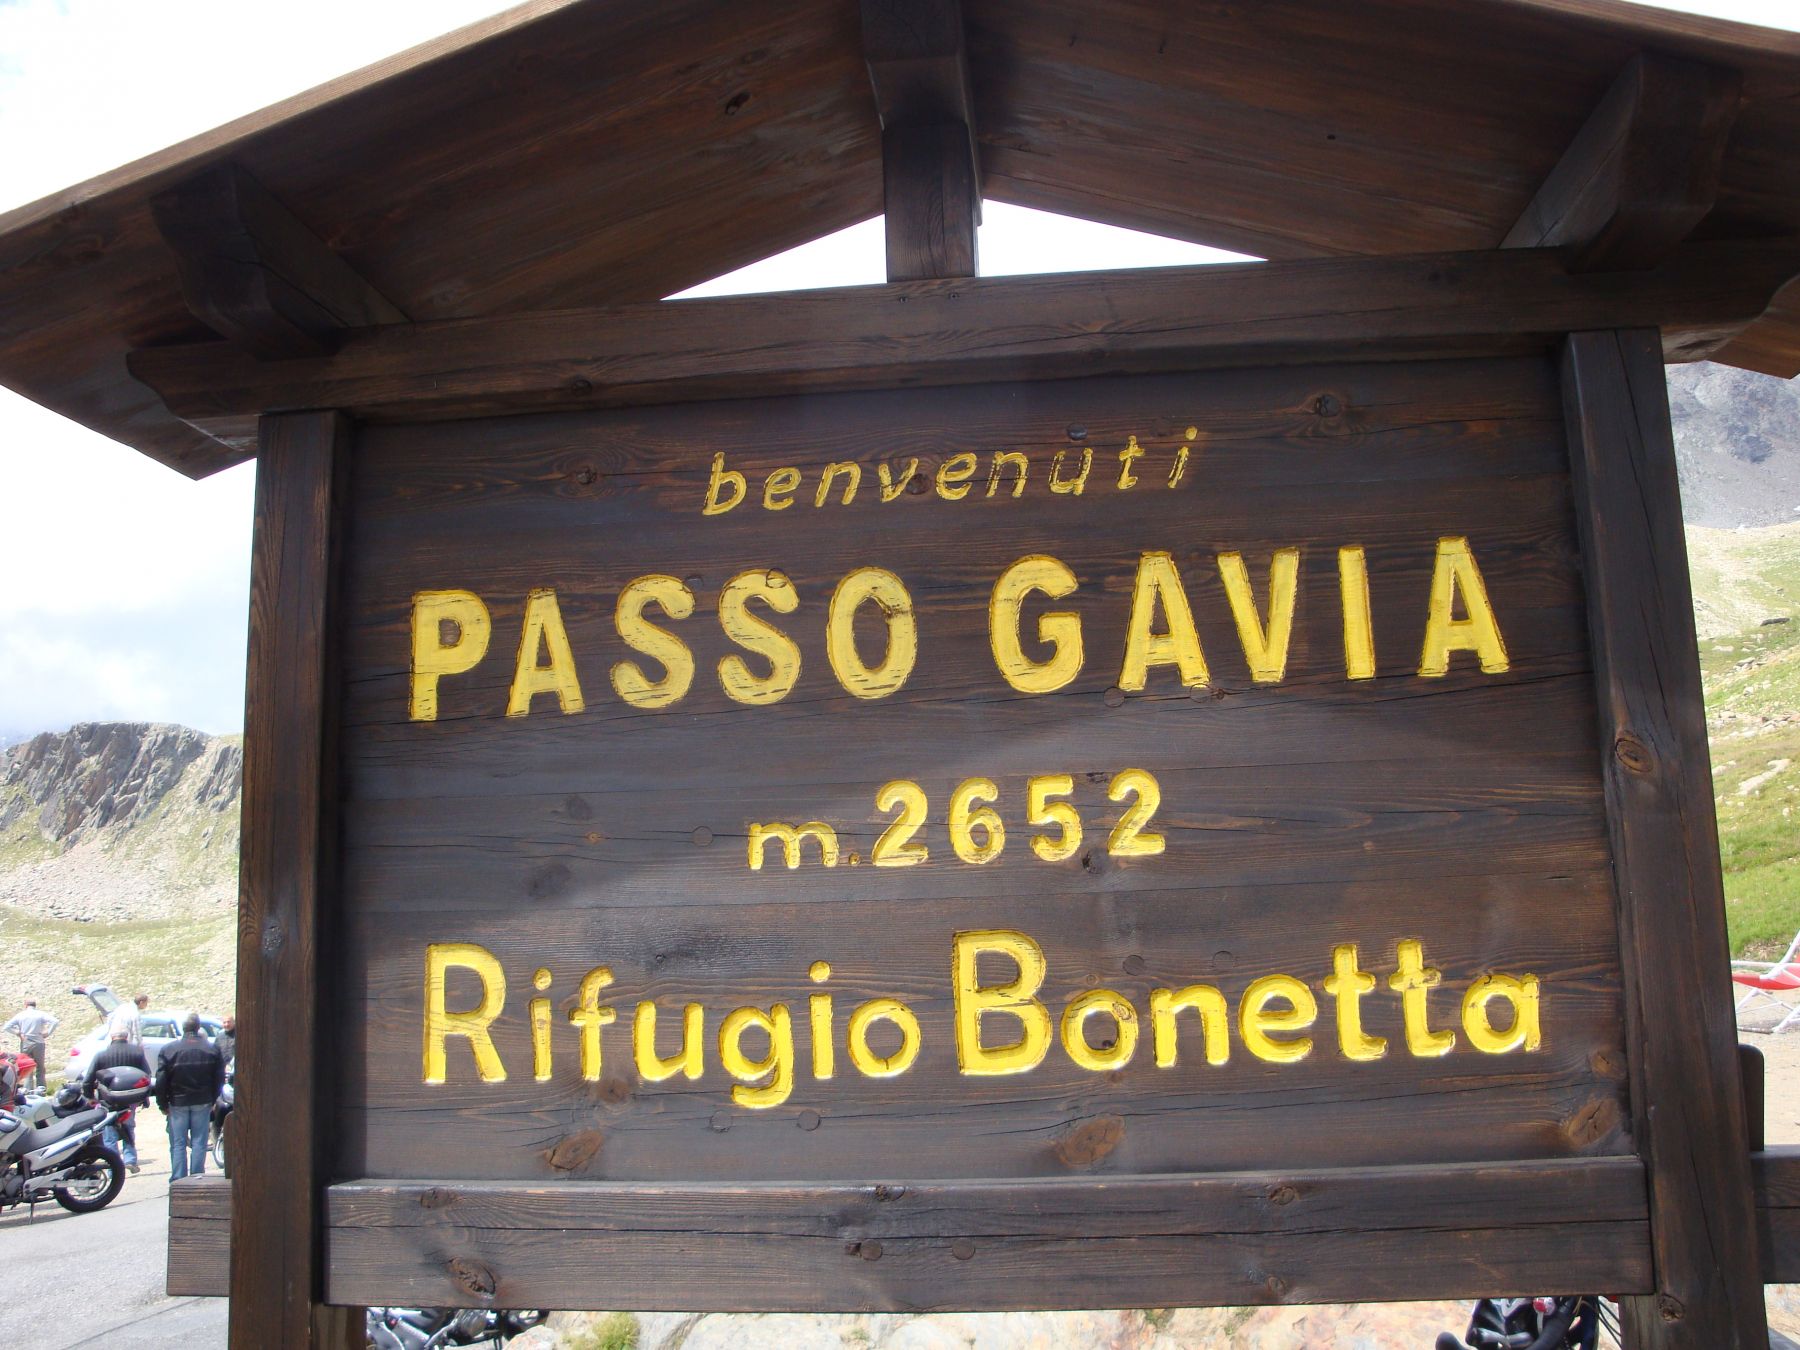 benvenuti
PASSO GAVIA
m. 2652
Rifugio Bonetta